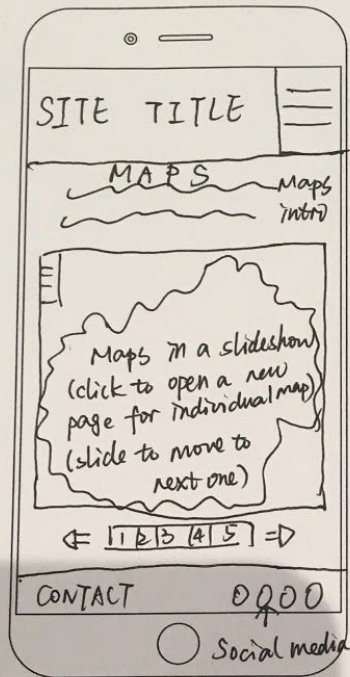 SITE TITLE
MAPS
Maps
intro
Maps in a slideshow
(click to open a new
page for individual map)
(slide to move to
next one)
1 2 3 4 5
CONTACT
Social media